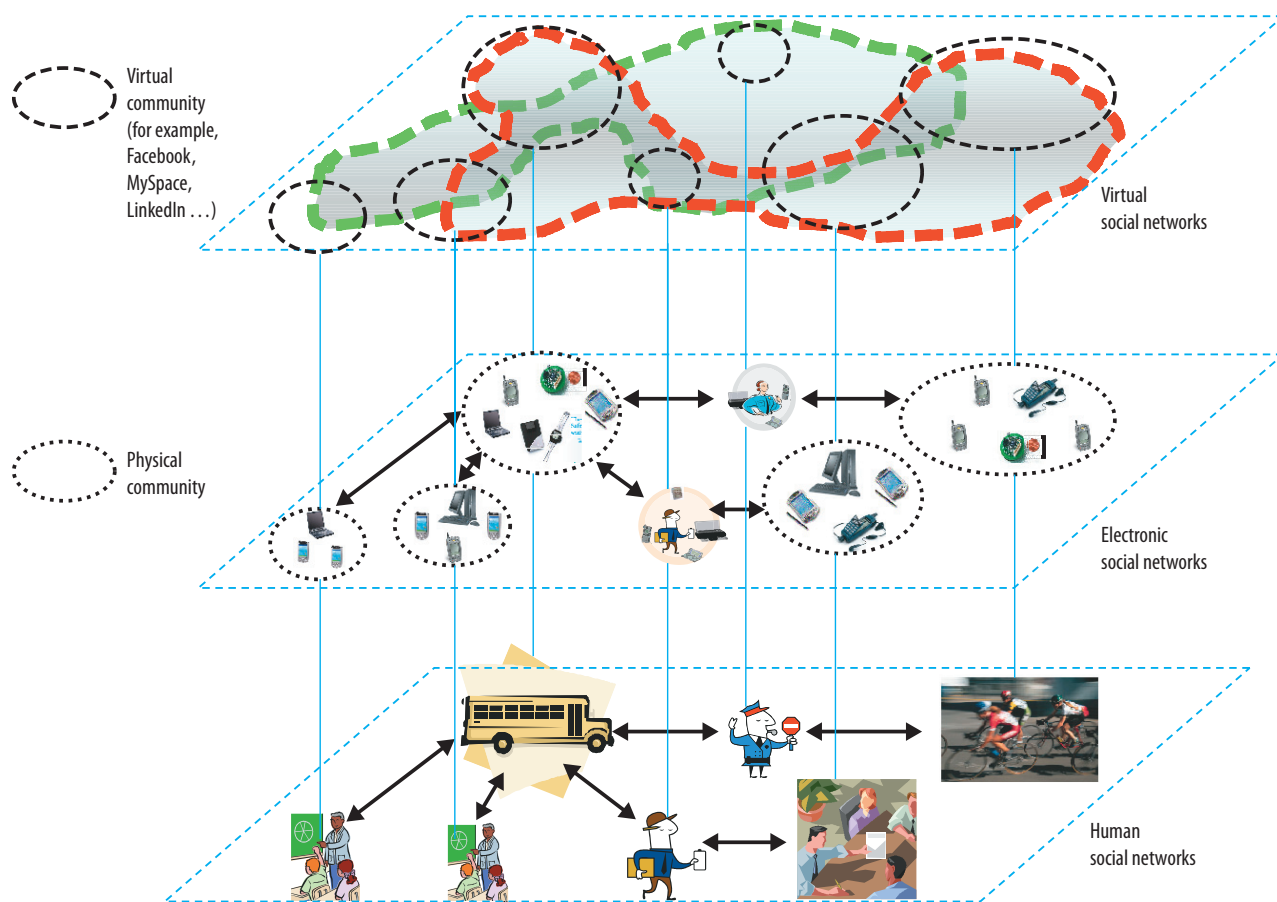 Virtual
community
(for example,
Facebook,
MySpace,
LinkedIn …)
Virtual
social networks
Physical
community
Electronic
social networks
Human
social networks